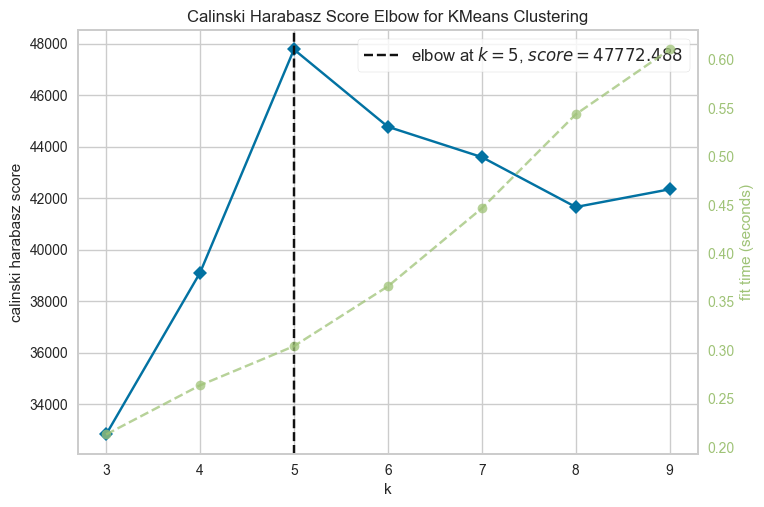 Calinski Harabasz Score Elbow for KMeans Clustering
elbow at k = 5, score = 47772.488
calinski harabasz score
48000
46000
44000
42000
40000
38000
36000
34000
fit time (seconds)
0.60
0.55
0.50
0.45
0.40
0.35
0.30
0.25
0.20
3 4 5 6 7 8 9
k